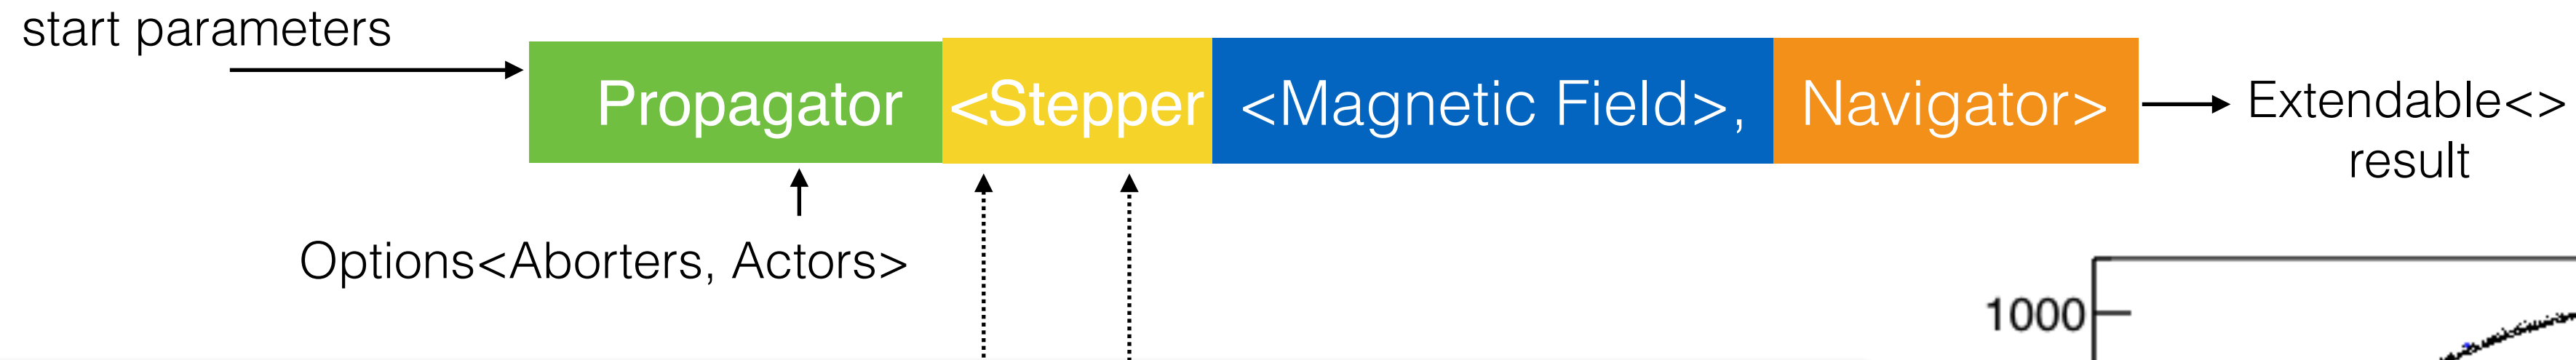 start parameters
Propagator <Stepper <Magnetic Field>, Navigator>
Extendable<>
result
Options<Aborters, Actors>
1000